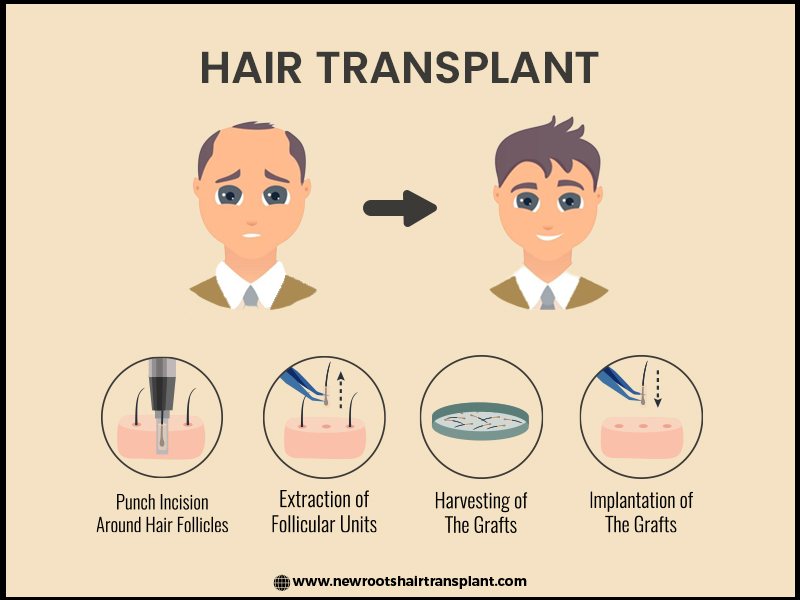 HAIR TRANSPLANT
Punch Incision
Around Hair Follicles
Extraction of
Follicular Units
Harvesting of
The Grafts
Implantation of
The Grafts
www.newrootshairtransplant.com